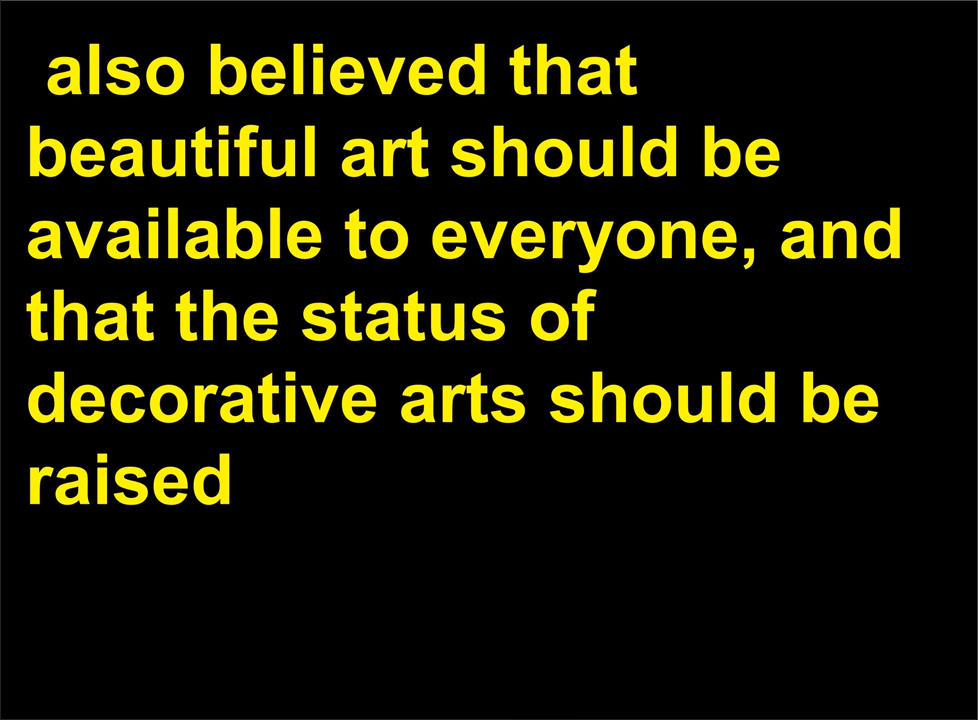 also believed that
beautiful art should be
available to everyone, and
that the status of
decorative arts should be
raised